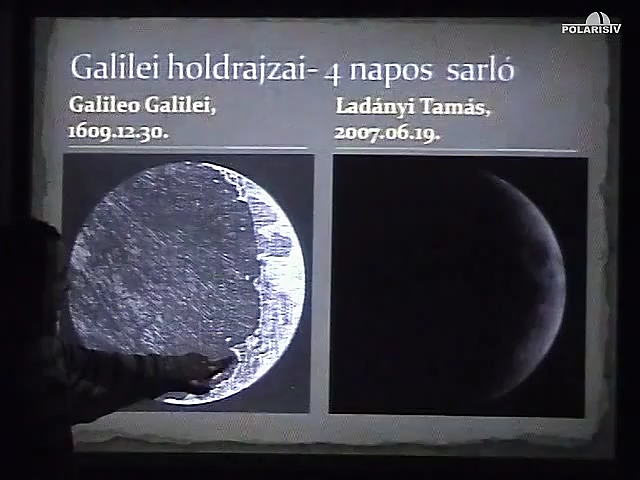 POLARISIV
Galilei holdrajzai- 4 napos sarló
Galileo Galilei,
1609.12.30.
Ladányi Tamás,
2007.06.19.